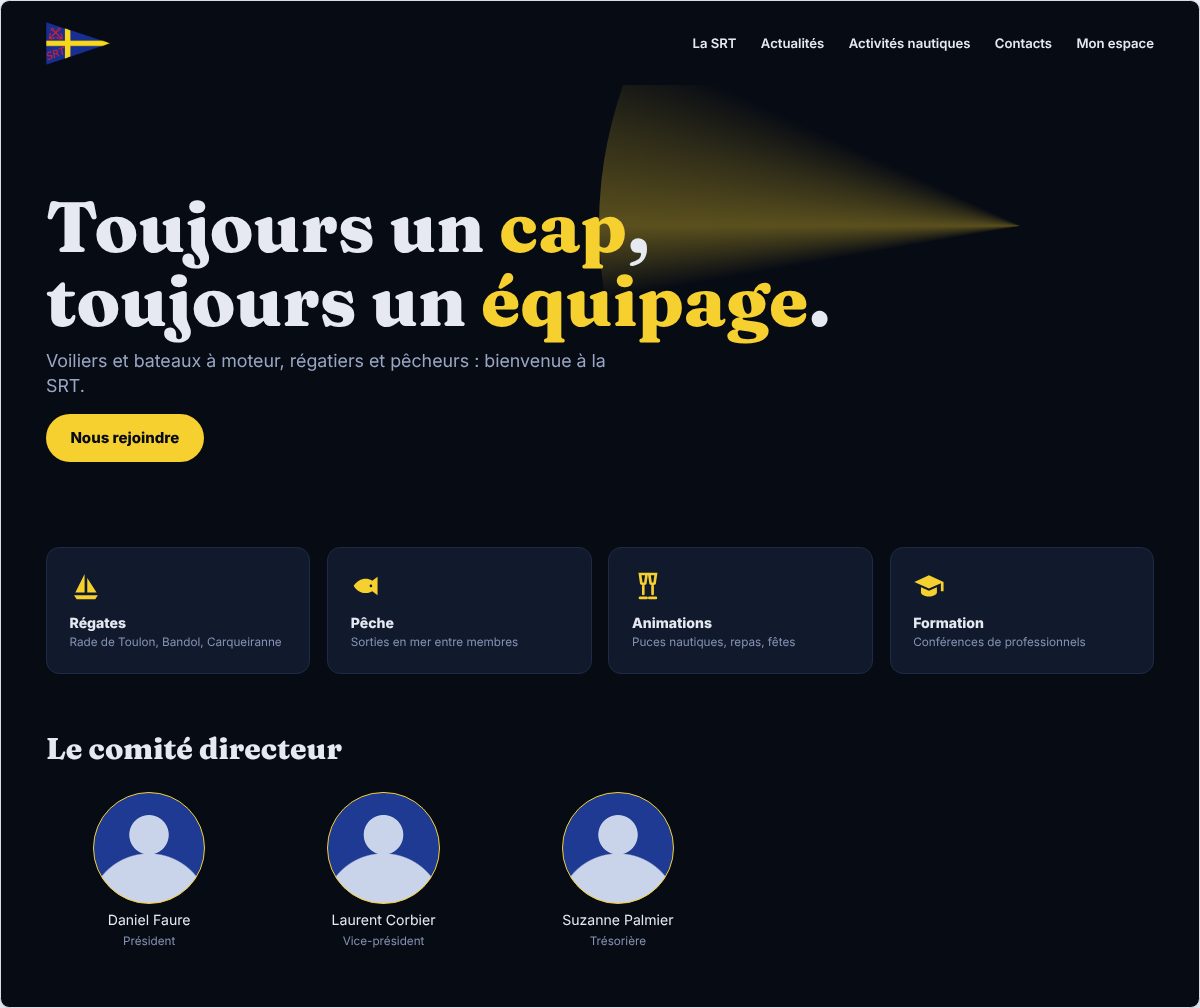 SRT
La SRT Actualités Activités nautiques Contacts Mon espace
Toujours un cap,
toujours un équipage.
Voiliers et bateaux à moteur, régatiers et pêcheurs : bienvenue à la
SRT.
Nous rejoindre
Régates
Rade de Toulon, Bandol, Carqueiranne
Pêche
Sorties en mer entre membres
Animations
Puces nautiques, repas, fêtes
Formation
Conférences de professionnels
Le comité directeur
Daniel Faure
Président
Laurent Corbier
Vice-président
Suzanne Palmier
Trésorière